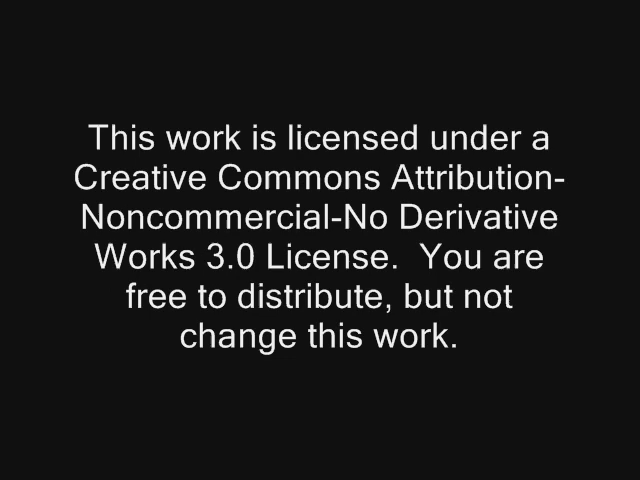 This work is licensed under a
Creative Commons Attribution-
Noncommercial-No Derivative
Works 3.0 License.  You are
free to distribute, but not
change this work.